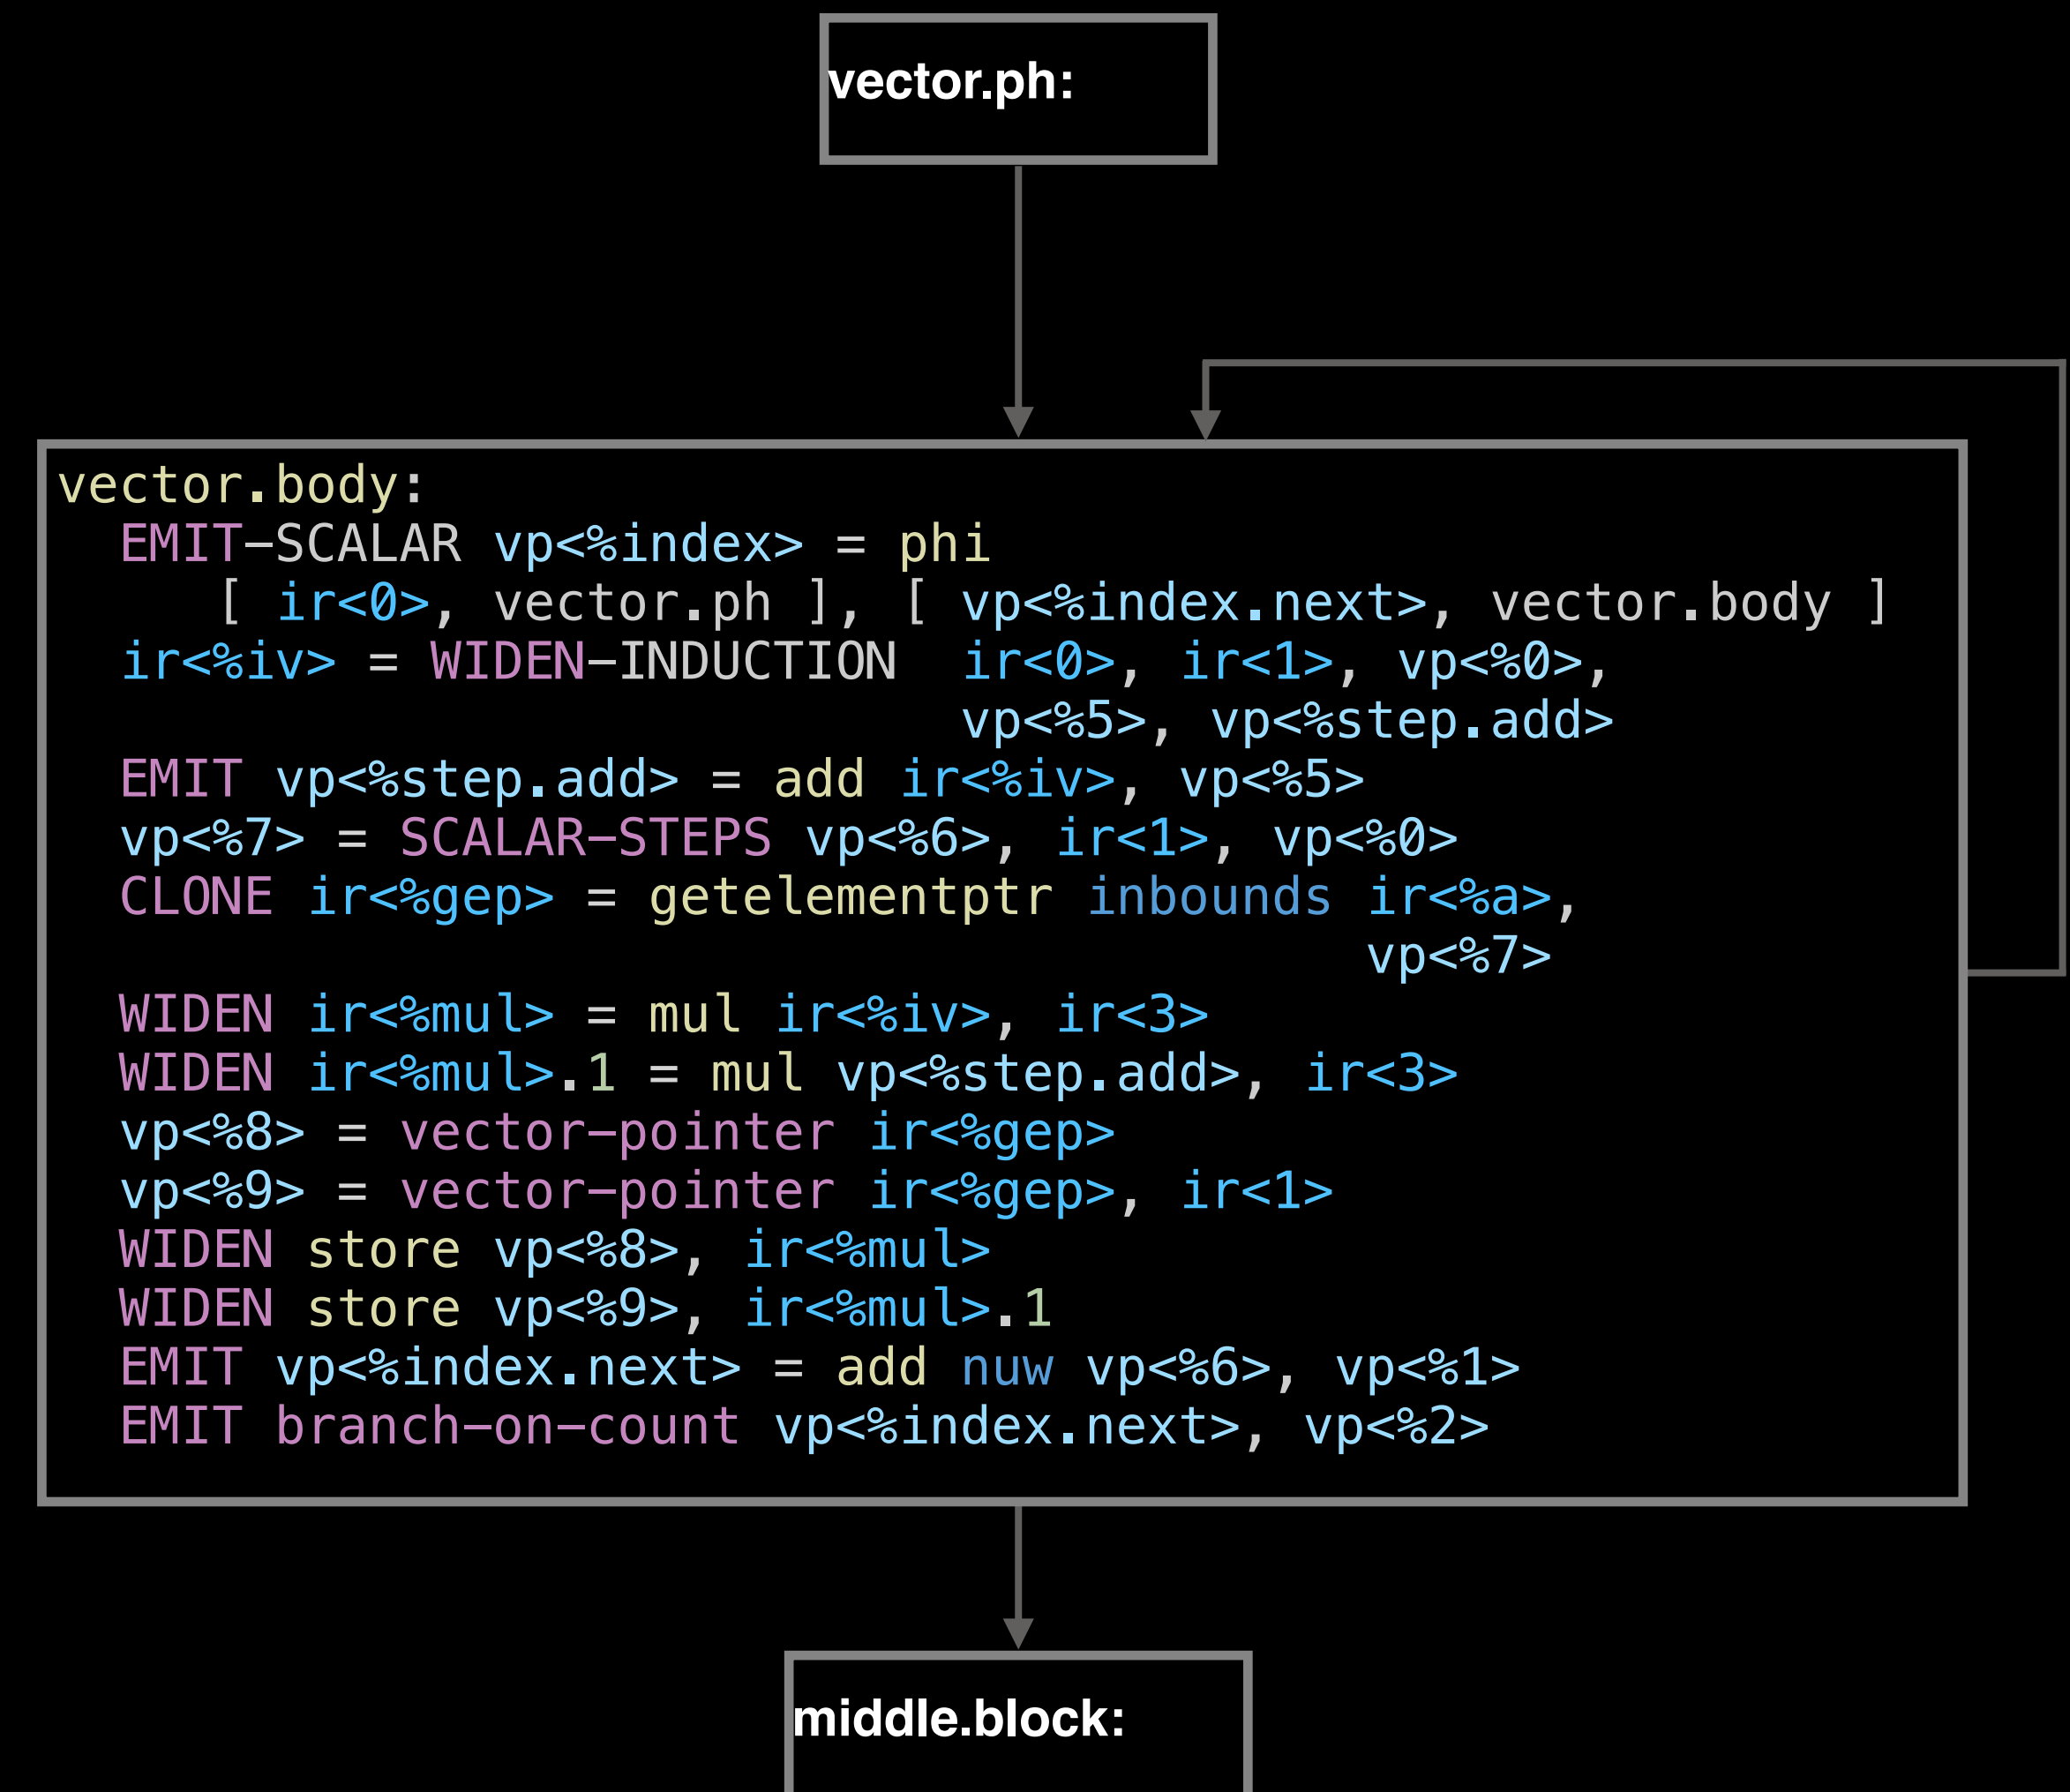 vector.ph:
vector.body:
  EMIT-SCALAR vp<%index> = phi
     [ ir<0>, vector.ph ], [ vp<%index.next>, vector.body ]
  ir<%iv> = WIDEN-INDUCTION  ir<0>, ir<1>, vp<%0>,
                             vp<%5>, vp<%step.add>
  EMIT vp<%step.add> = add ir<%iv>, vp<%5>
  vp<%7> = SCALAR-STEPS vp<%6>, ir<1>, vp<%0>
  CLONE ir<%gep> = getelementptr inbounds ir<%a>,
                                          vp<%7>
  WIDEN ir<%mul> = mul ir<%iv>, ir<3>
  WIDEN ir<%mul>.1 = mul vp<%step.add>, ir<3>
  vp<%8> = vector-pointer ir<%gep>
  vp<%9> = vector-pointer ir<%gep>, ir<1>
  WIDEN store vp<%8>, ir<%mul>
  WIDEN store vp<%9>, ir<%mul>.1
  EMIT vp<%index.next> = add nuw vp<%6>, vp<%1>
  EMIT branch-on-count vp<%index.next>, vp<%2>
middle.block: